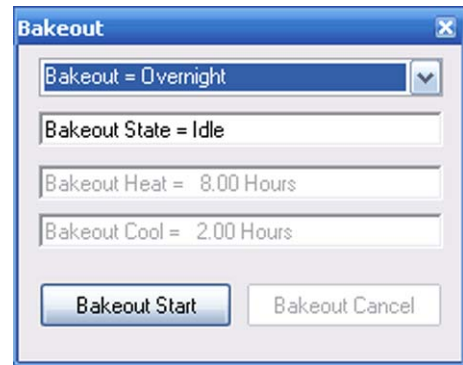 Bakeout
Bakeout = Overnight
Bakeout State = Idle
Bakeout Heat =   8.00 Hours
Bakeout Cool =   2.00 Hours
Bakeout Start
Bakeout Cancel